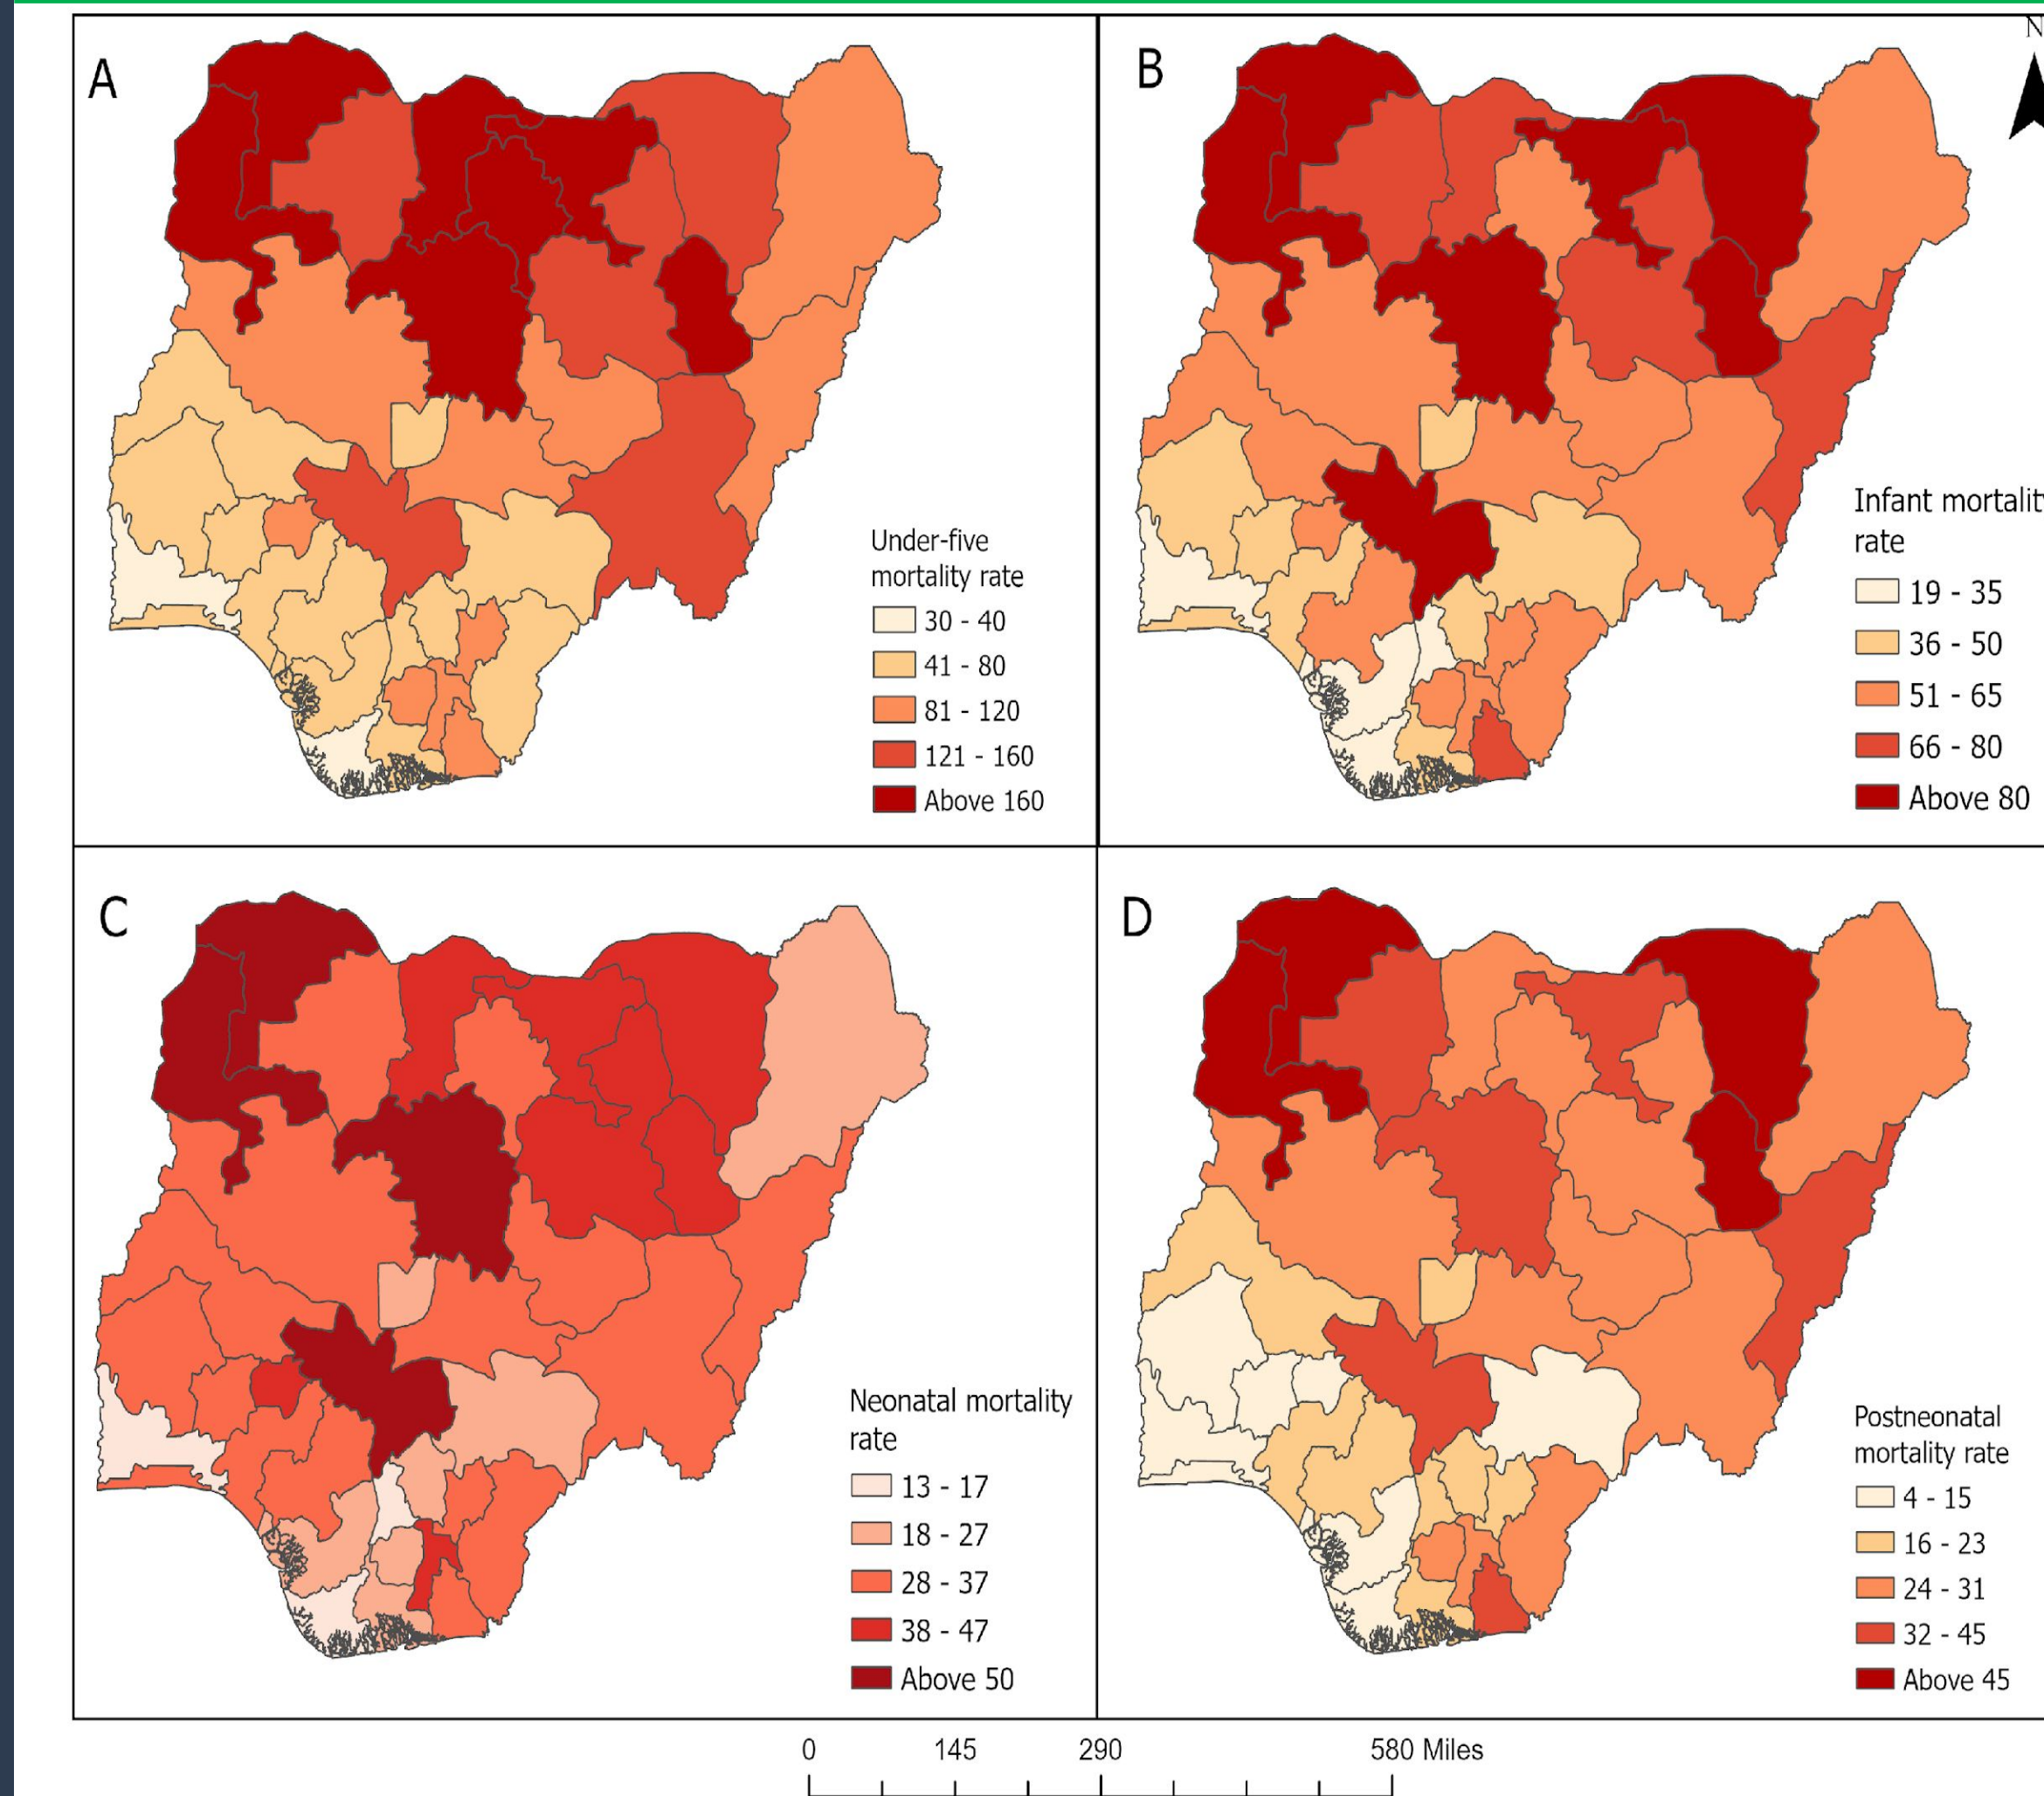 A
Under-five
mortality rate
30 - 40
41 - 80
81 - 120
121 - 160
Above 160
B
N
Infant mortality
rate
19 - 35
36 - 50
51 - 65
66 - 80
Above 80
C
Neonatal mortality
rate
13 - 17
18 - 27
28 - 37
38 - 47
Above 50
D
Postneonatal
mortality rate
4 - 15
16 - 23
24 - 31
32 - 45
Above 45
0 145 290 580 Miles